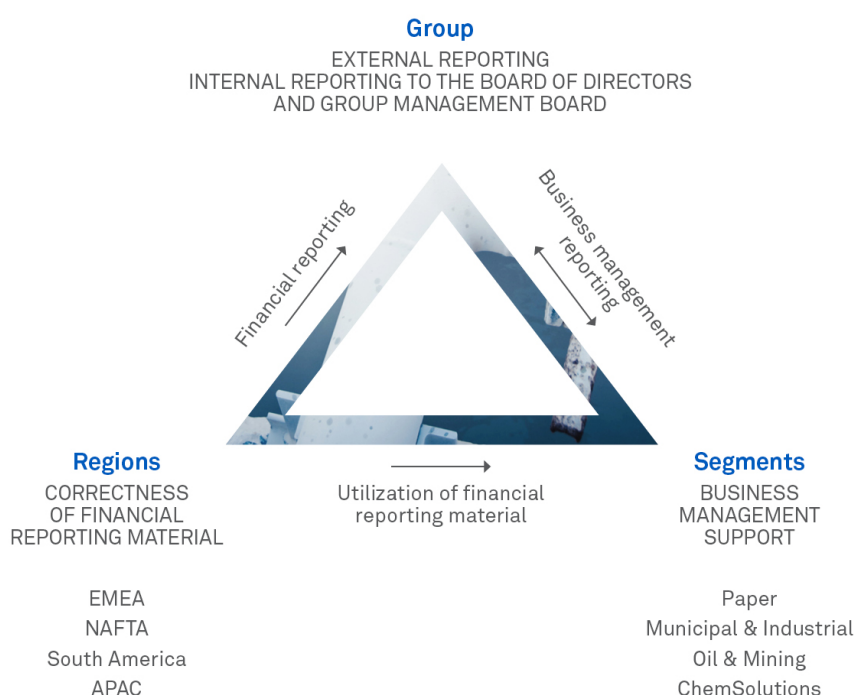 Group
EXTERNAL REPORTING
INTERNAL REPORTING TO THE BOARD OF DIRECTORS
AND GROUP MANAGEMENT BOARD
Financial reporting
Business management
reporting
Regions
CORRECTNESS
OF FINANCIAL
REPORTING MATERIAL
EMEA
NAFTA
South America
APAC
Utilization of financial
reporting material
Segments
BUSINESS
MANAGEMENT
SUPPORT
Paper
Municipal & Industrial
Oil & Mining
ChemSolutions